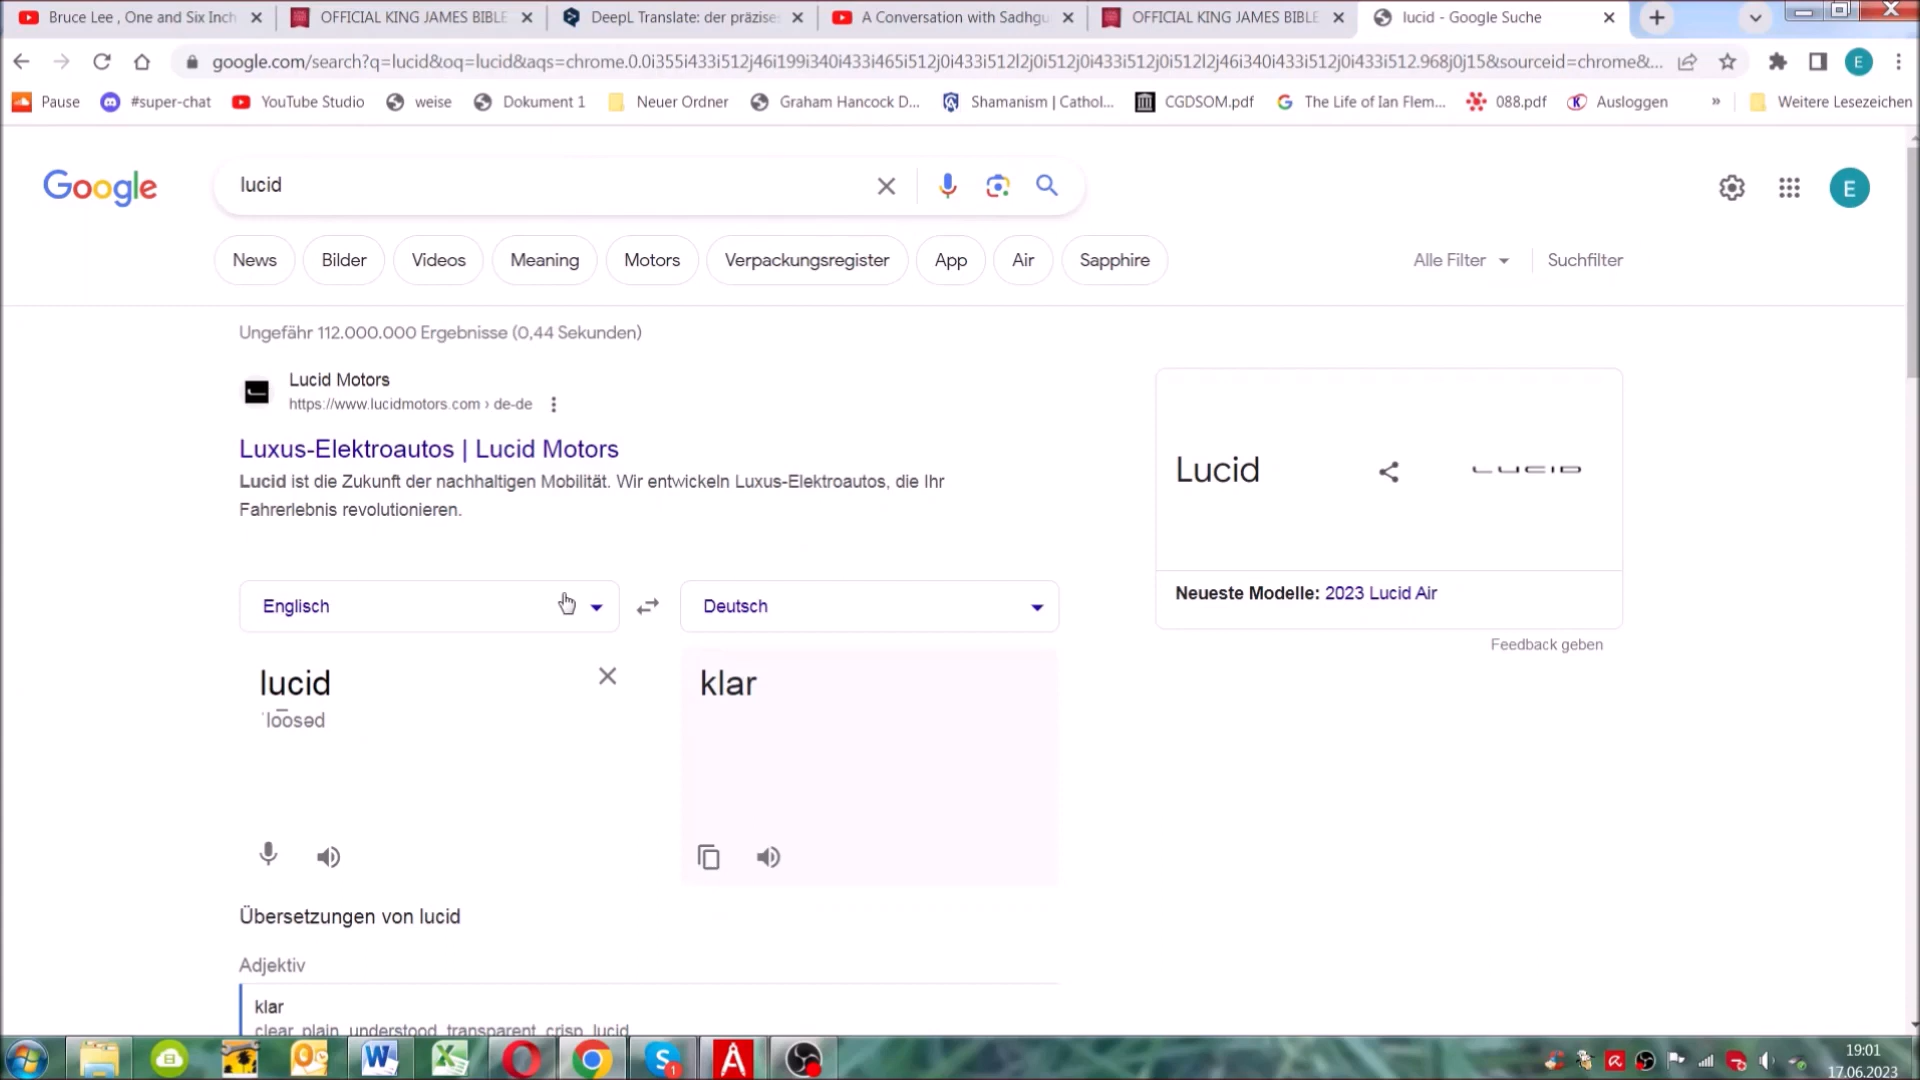 Bruce Lee , One and Six Inch
OFFICIAL KING JAMES BIBLE
DeepL Translate: der präzises
A Conversation with Sadhgu
OFFICIAL KING JAMES BIBLE
lucid - Google Suche
google.com/search?q=lucid&oq=lucid&aqs=chrome.0.0i355i433i512j46i199i340i433i465i512j0i433i512l2j0i512j0i433i512j0i512l2j46i340i433i512j0i433i512.968j0j15&sourceid=chrome&...
E
Pause
#super-chat
YouTube Studio
weise
Dokument 1
Neuer Ordner
Graham Hancock D...
Shamanism | Cathol...
CGDSOM.pdf
The Life of Ian Flem...
088.pdf
Ausloggen
»
Weitere Lesezeichen
Google
lucid
E
News
Bilder
Videos
Meaning
Motors
Verpackungsregister
App
Air
Sapphire
Alle Filter
Suchfilter
Ungefähr 112.000.000 Ergebnisse (0,44 Sekunden)
Lucid Motors
https://www.lucidmotors.com › de-de
Luxus-Elektroautos | Lucid Motors
Lucid ist die Zukunft der nachhaltigen Mobilität. Wir entwickeln Luxus-Elektroautos, die Ihr
Fahrerlebnis revolutionieren.
Lucid
LUCID
Neueste Modelle: 2023 Lucid Air
Feedback geben
Englisch
Deutsch
lucid
ˈlo͞osəd
klar
Übersetzungen von lucid
Adjektiv
klar
clear, plain, understood, transparent, crisp, lucid
19:01
17.06.2023